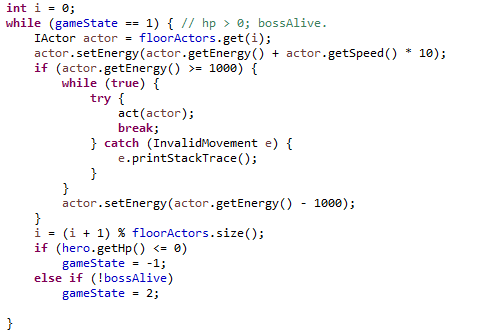 int i = 0;
while (gameState == 1) { // hp > 0; bossAlive.
    IActor actor = floorActors.get(i);
    actor.setEnergy(actor.getEnergy() + actor.getSpeed() * 10);
    if (actor.getEnergy() >= 1000) {
        while (true) {
            try {
                act(actor);
                break;
            } catch (InvalidMovement e) {
                e.printStackTrace();
            }
        }
        actor.setEnergy(actor.getEnergy() - 1000);
    }
    i = (i + 1) % floorActors.size();
    if (hero.getHp() <= 0)
        gameState = -1;
    else if (!bossAlive)
        gameState = 2;

}